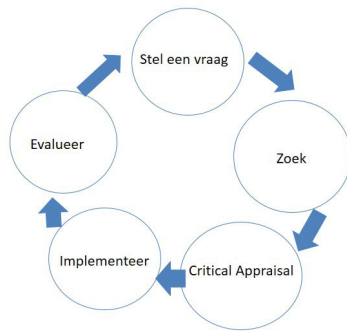 Stel een vraag
Zoek
Critical Appraisal
Implementeer
Evalueer